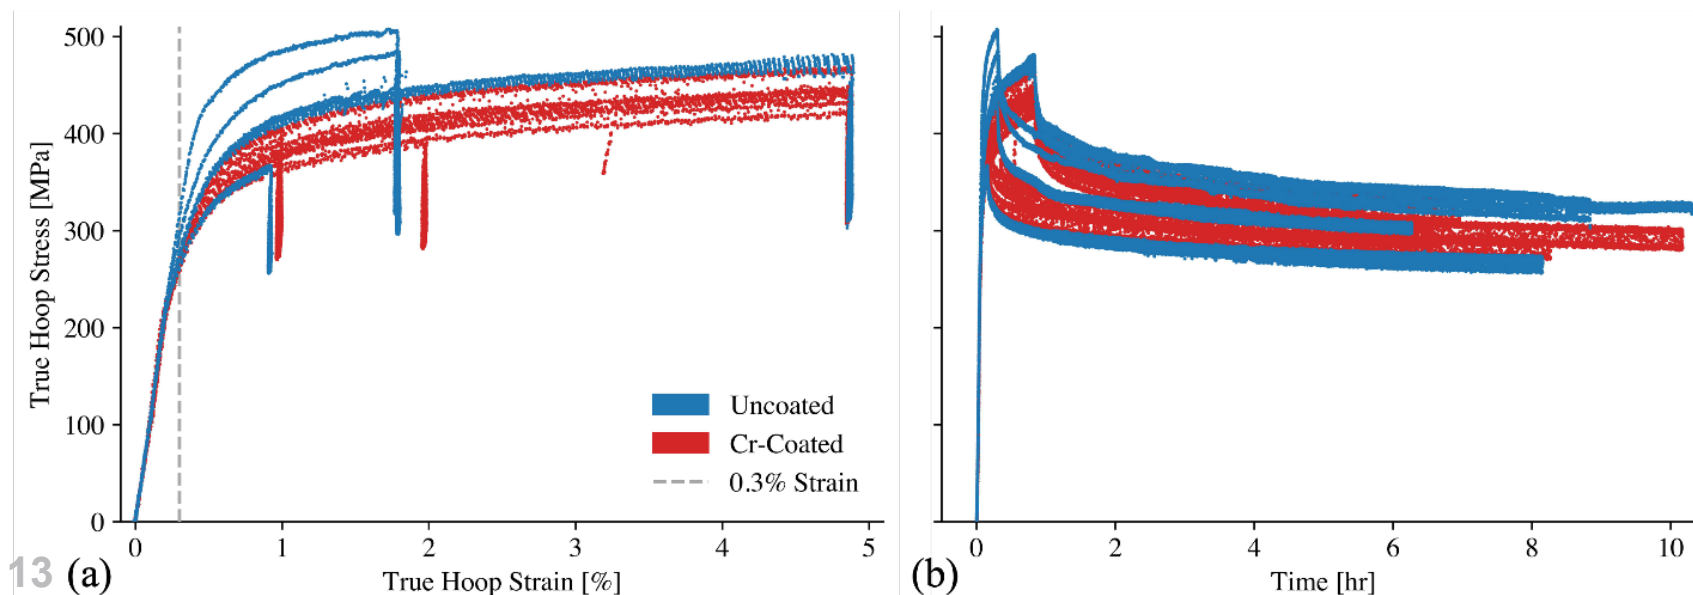 500
400
300
200
100
0
True Hoop Stress [MPa]
Uncoated
Cr-Coated
0.3% Strain
0 1 2 3 4 5
True Hoop Strain [%]
13 (a)
0 2 4 6 8 10
Time [hr]
(b)